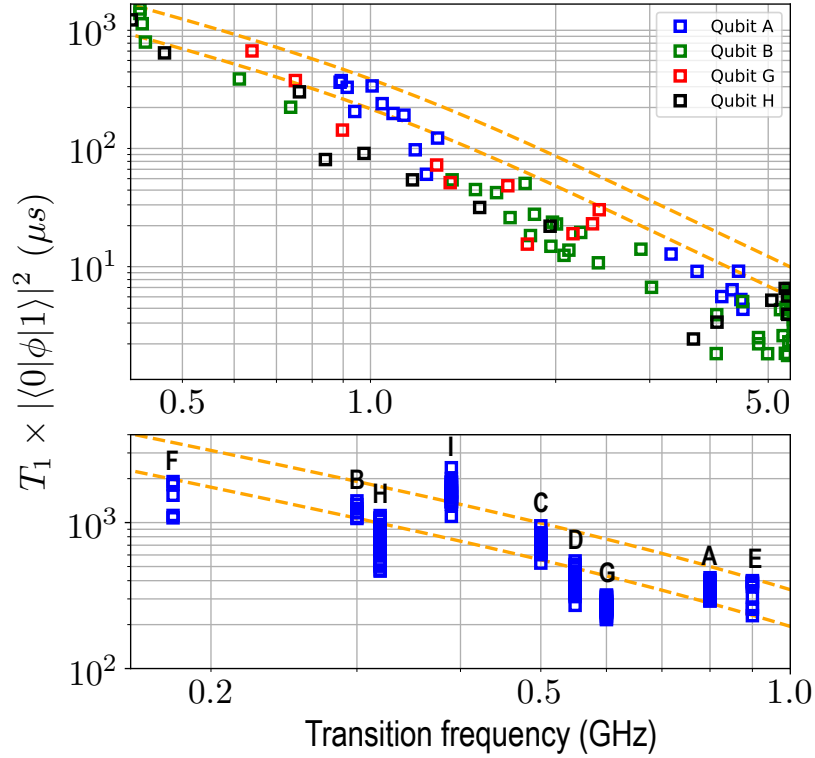 10³
10²
10¹
Qubit A
Qubit B
Qubit G
Qubit H
0.5
1.0
5.0
T₁ × |⟨0|ϕ|1⟩|² (μs)
10³
10²
F
B
H
I
C
D
G
A
E
0.2
0.5
1.0
Transition frequency (GHz)